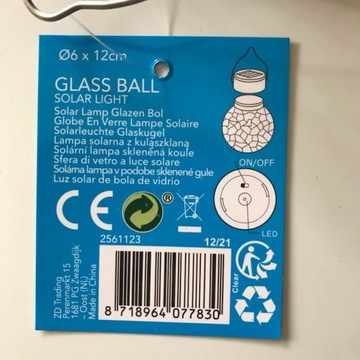 Ø6 x 12cm
GLASS BALL
SOLAR LIGHT
Solar Lamp Glazen Bol
Globe En Verre Lampe Solaire
Solarleuchte Glaskugel
Lampa solarna z kuląszklaną
Solární lampa skleněná koule
Sfera di vetro a luce solare
Solárna lampa v podobe sklenené gule
Luz solar de bola de vidrio
ON/OFF
LED
CE
®
2561123
12/21
ZD Trading
Perenmarkt 15
1681 PG Zwaagdijk
– Oost (NL)
Made in China
Clear
8 718964 077830